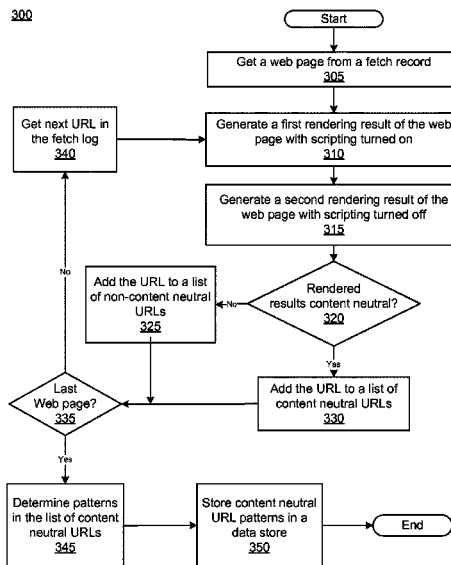 300
Start
Get a web page from a fetch record
305
Get next URL in
the fetch log
340
Generate a first rendering result of the web
page with scripting turned on
310
Generate a second rendering result of the
web page with scripting turned off
315
No
Add the URL to a list
of non-content neutral
URLs
325
No
Rendered
results content neutral?
320
Yes
Last
Web page?
335
Add the URL to a list of
content neutral URLs
330
Yes
Determine patterns
in the list of content
neutral URLs
345
Store content neutral
URL patterns in a
data store
350
End